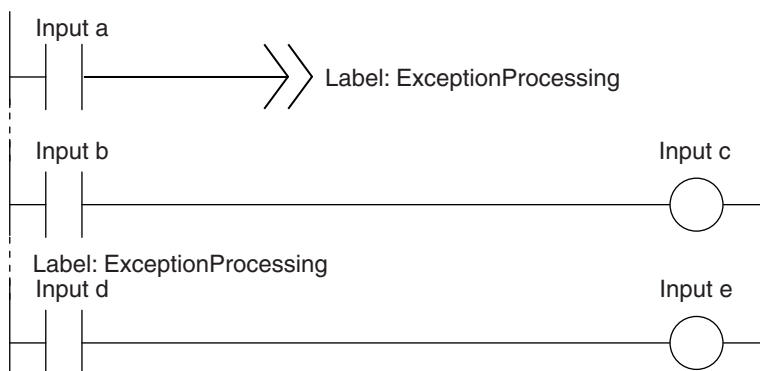 Input a
Label: ExceptionProcessing
Input b
Input c
Label: ExceptionProcessing
Input d
Input e